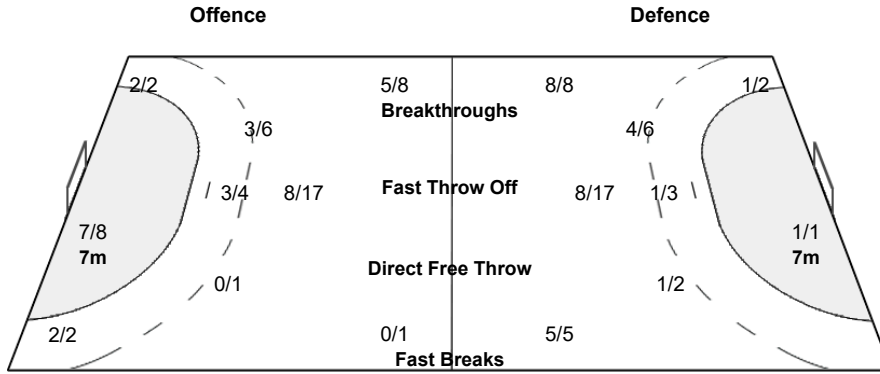 Offence Defence
2/2 5/8 8/8 1/2
Breakthroughs
3/6 4/6
Fast Throw Off
3/4 8/17 8/17 1/3
7/8 1/1
7m 7m
Direct Free Throw
0/1 1/2
2/2 0/1 5/5
Fast Breaks